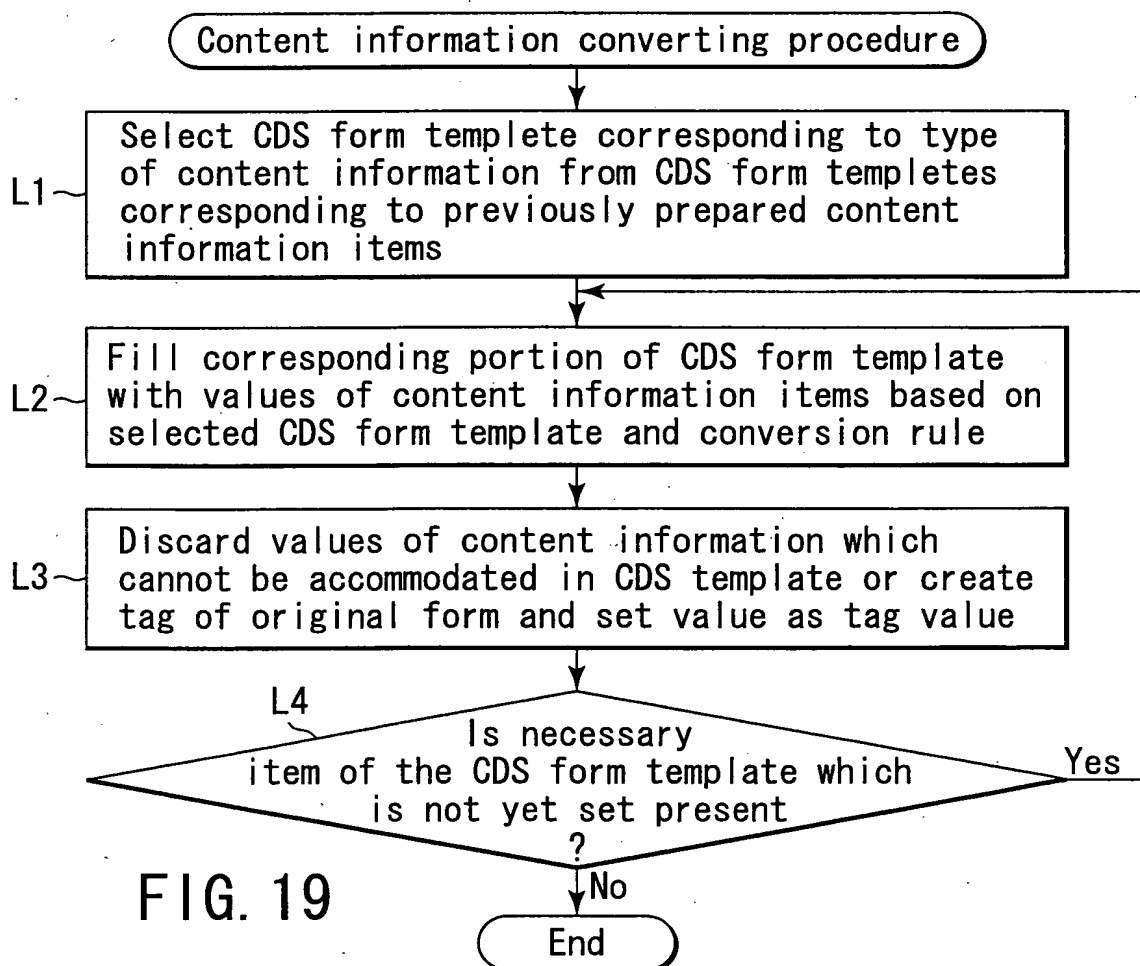 Content information converting procedure
L1
Select CDS form templete corresponding to type
of content information from CDS form templetes
corresponding to previously prepared content
information items
L2
Fill corresponding portion of CDS form template
with values of content information items based on
selected CDS form template and conversion rule
L3
Discard values of content information which
cannot be accommodated in CDS template or create
tag of original form and set value as tag value
L4
Is necessary
item of the CDS form template which
is not yet set present
?
Yes
No
End
FIG. 19